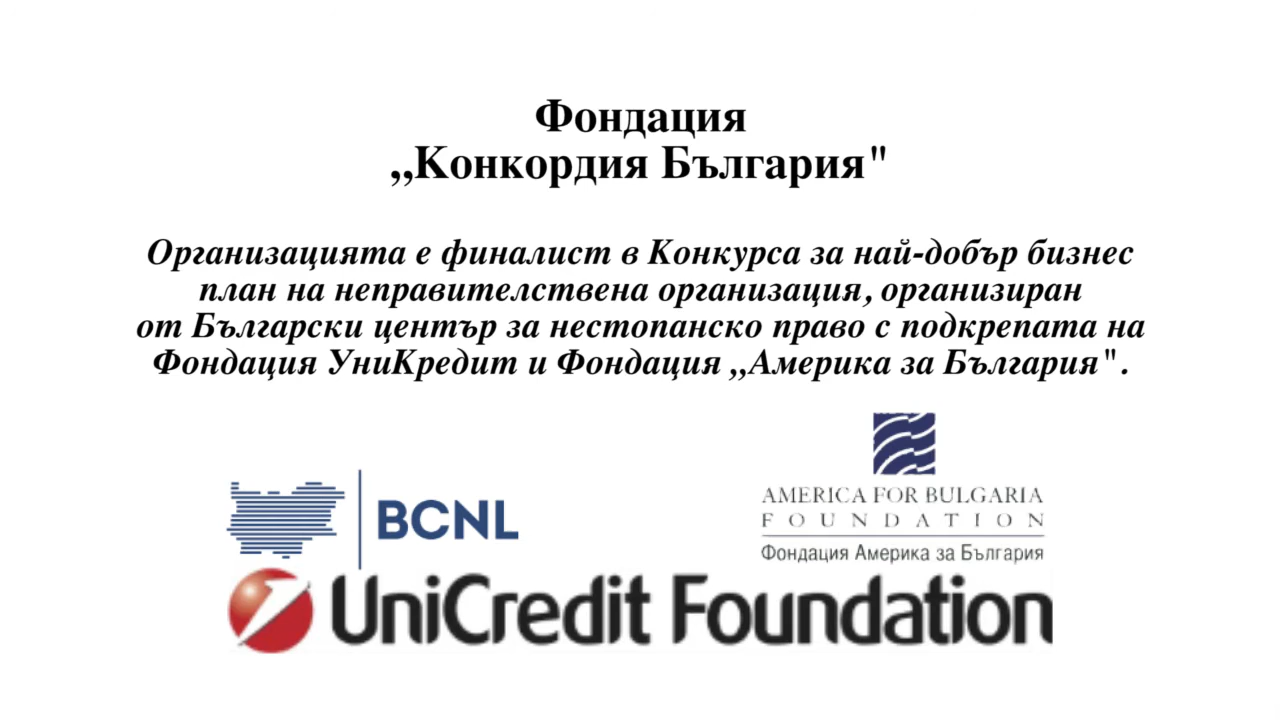 Фондация
,,Конкордия България"
Организацията е финалист в Конкурса за най-добър бизнес
план на неправителствена организация, организиран
от Български център за нестопанско право с подкрепата на
Фондация УниКредит и Фондация ,,Америка за България".
BCNL
AMERICA FOR BULGARIA
FOUNDATION
Фондация Америка за България
UniCredit Foundation